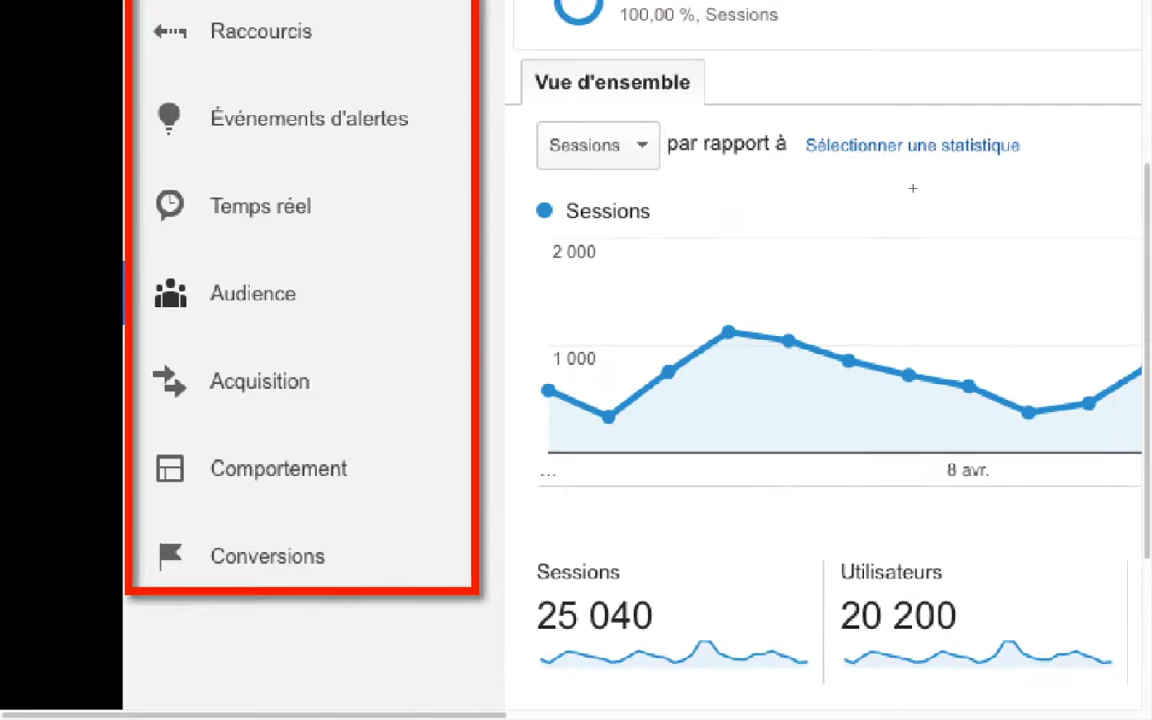 Raccourcis
Événements d'alertes
Temps réel
Audience
Acquisition
Comportement
Conversions
100,00 %, Sessions
Vue d'ensemble
Sessions par rapport à Sélectionner une statistique
Sessions
2 000
1 000
... 8 avr.
Sessions
25 040
Utilisateurs
20 200